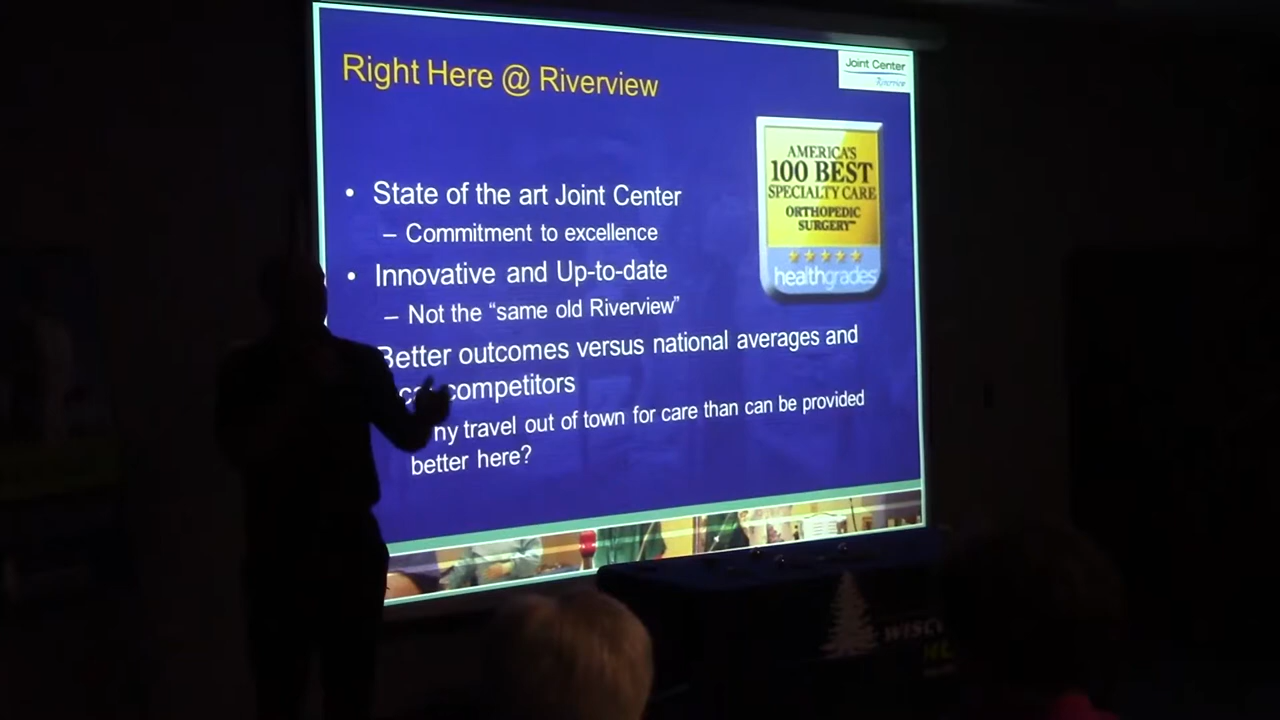 Right Here @ Riverview
Joint Center
Riverview
AMERICA'S
100 BEST
SPECIALTY CARE
ORTHOPEDIC
SURGERY™
healthgrades
• State of the art Joint Center
– Commitment to excellence
• Innovative and Up-to-date
– Not the “same old Riverview”
Better outcomes versus national averages and
competitors
travel out of town for care than can be provided
better here?